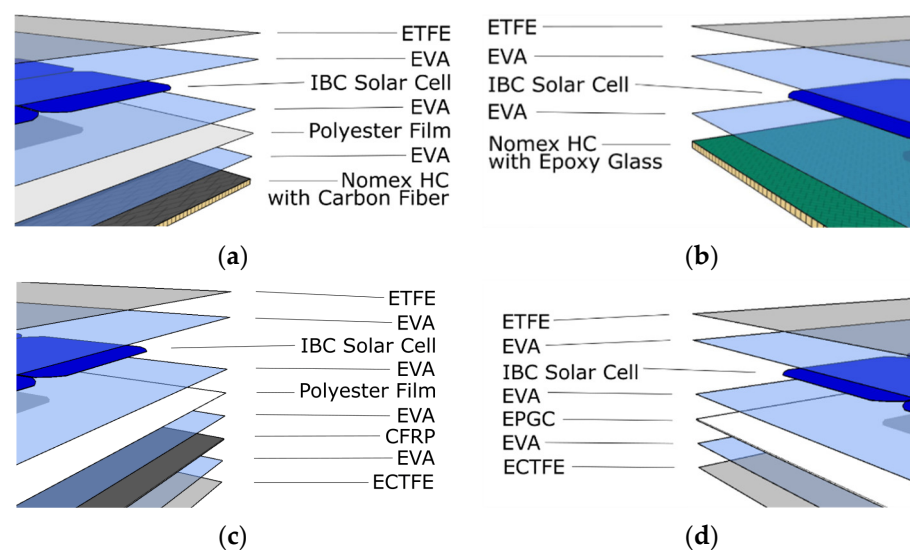 ETFE
EVA
IBC Solar Cell
EVA
Polyester Film
EVA
Nomex HC
with Carbon Fiber
(a)
ETFE
EVA
IBC Solar Cell
EVA
Nomex HC
with Epoxy Glass
(b)
ETFE
EVA
IBC Solar Cell
EVA
Polyester Film
EVA
CFRP
EVA
ECTFE
(c)
ETFE
EVA
IBC Solar Cell
EVA
EPGC
EVA
ECTFE
(d)